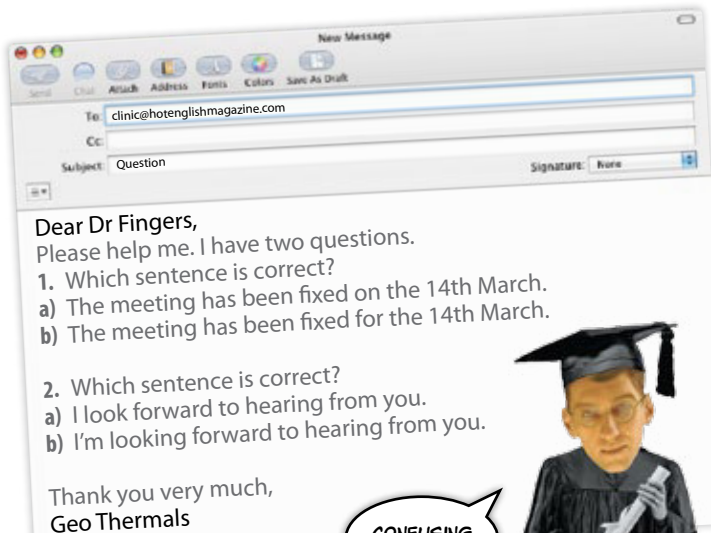 New Message
Send Chat Attach Address Fonts Colors Save As Draft
To: clinic@hotenglishmagazine.com
Cc:
Subject: Question
Signature: None
Dear Dr Fingers,
Please help me. I have two questions.
1. Which sentence is correct?
a) The meeting has been fixed on the 14th March.
b) The meeting has been fixed for the 14th March.
2. Which sentence is correct?
a) I look forward to hearing from you.
b) I’m looking forward to hearing from you.
Thank you very much,
Geo Thermals
CONFUSING